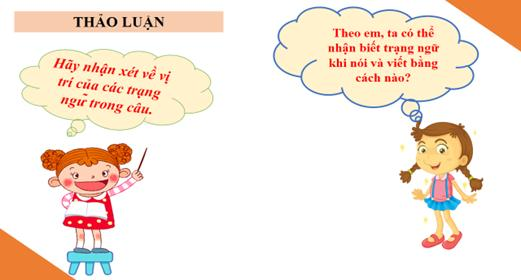 THẢO LUẬN
Hãy nhận xét về vị
trí của các trạng
ngữ trong câu.
Theo em, ta có thể
nhận biết trạng ngữ
khi nói và viết bằng
cách nào?